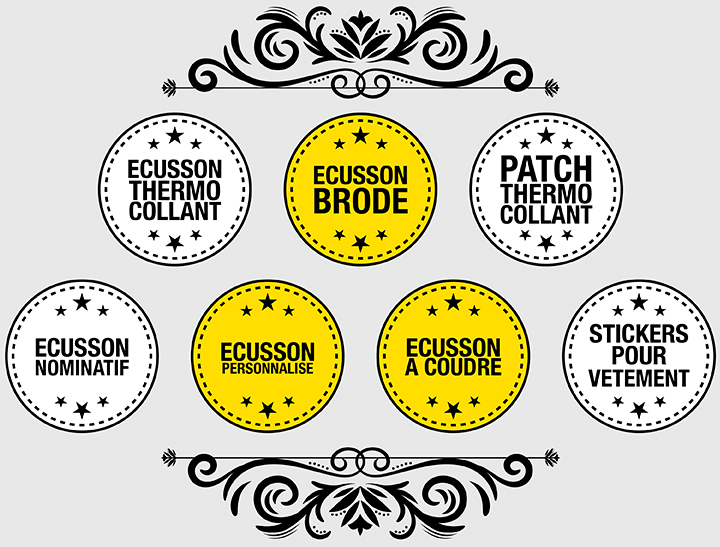 ECUSSON
THERMO
COLLANT
ECUSSON
BRODE
PATCH
THERMO
COLLANT
ECUSSON
NOMINATIF
ECUSSON
PERSONNALISE
ECUSSON
A COUDRE
STICKERS
POUR
VETEMENT